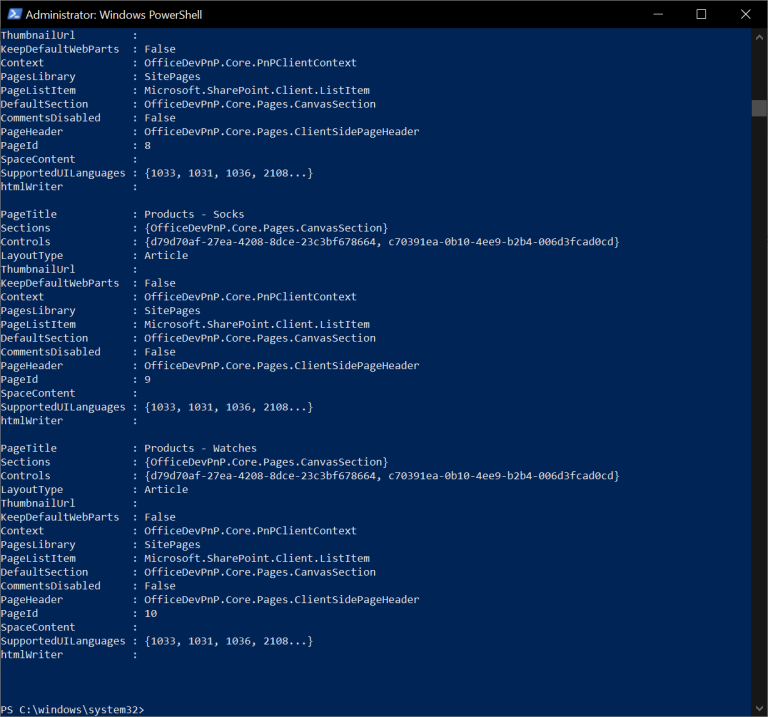 Administrator: Windows PowerShell
ThumbnailUrl :
KeepDefaultWebParts : False
Context : OfficeDevPnP.Core.PnPClientContext
PagesLibrary : SitePages
PageListItem : Microsoft.SharePoint.Client.ListItem
DefaultSection : OfficeDevPnP.Core.Pages.CanvasSection
CommentsDisabled : False
PageHeader : OfficeDevPnP.Core.Pages.ClientSidePageHeader
PageId : 8
SpaceContent :
SupportedUILanguages : {1033, 1031, 1036, 2108...}
htmlWriter :
PageTitle : Products - Socks
Sections : {OfficeDevPnP.Core.Pages.CanvasSection}
Controls : {d79d70af-27ea-4208-8dce-23c3bf678664, c70391ea-0b10-4ee9-b2b4-006d3fcad0cd}
LayoutType : Article
ThumbnailUrl :
KeepDefaultWebParts : False
Context : OfficeDevPnP.Core.PnPClientContext
PagesLibrary : SitePages
PageListItem : Microsoft.SharePoint.Client.ListItem
DefaultSection : OfficeDevPnP.Core.Pages.CanvasSection
CommentsDisabled : False
PageHeader : OfficeDevPnP.Core.Pages.ClientSidePageHeader
PageId : 9
SpaceContent :
SupportedUILanguages : {1033, 1031, 1036, 2108...}
htmlWriter :
PageTitle : Products - Watches
Sections : {OfficeDevPnP.Core.Pages.CanvasSection}
Controls : {d79d70af-27ea-4208-8dce-23c3bf678664, c70391ea-0b10-4ee9-b2b4-006d3fcad0cd}
LayoutType : Article
ThumbnailUrl :
KeepDefaultWebParts : False
Context : OfficeDevPnP.Core.PnPClientContext
PagesLibrary : SitePages
PageListItem : Microsoft.SharePoint.Client.ListItem
DefaultSection : OfficeDevPnP.Core.Pages.CanvasSection
CommentsDisabled : False
PageHeader : OfficeDevPnP.Core.Pages.ClientSidePageHeader
PageId : 10
SpaceContent :
SupportedUILanguages : {1033, 1031, 1036, 2108...}
htmlWriter :
PS C:\windows\system32>